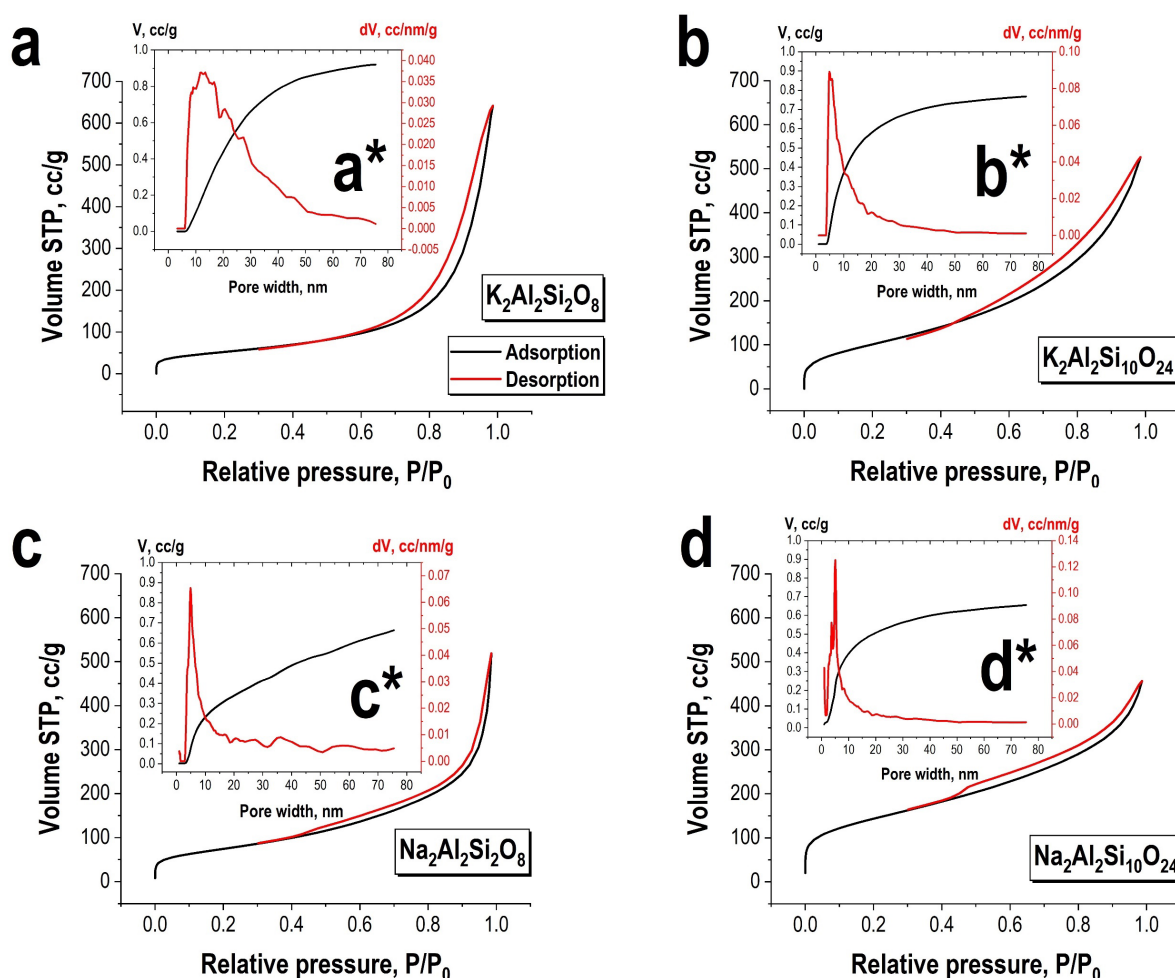 a
V, cc/g
dV, cc/nm/g
1.0
0.8
0.6
0.4
0.2
0.0
0.040
0.035
0.030
0.025
0.020
0.015
0.010
0.005
0.000
-0.005
0 10 20 30 40 50 60 70 80
Pore width, nm
a*
700
600
500
400
300
200
100
0
Volume STP, cc/g
K₂Al₂Si₂O₈
Adsorption
Desorption
0.0 0.2 0.4 0.6 0.8 1.0
Relative pressure, P/P₀
b
V, cc/g
dV, cc/nm/g
1.0
0.9
0.8
0.7
0.6
0.5
0.4
0.3
0.2
0.1
0.0
0.10
0.08
0.06
0.04
0.02
0.00
0 10 20 30 40 50 60 70 80
Pore width, nm
b*
700
600
500
400
300
200
100
0
Volume STP, cc/g
K₂Al₂Si₁₀O₂₄
0.0 0.2 0.4 0.6 0.8 1.0
Relative pressure, P/P₀
c
V, cc/g
dV, cc/nm/g
1.0
0.9
0.8
0.7
0.6
0.5
0.4
0.3
0.2
0.1
0.0
0.07
0.06
0.05
0.04
0.03
0.02
0.01
0.00
0 10 20 30 40 50 60 70 80
Pore width, nm
c*
700
600
500
400
300
200
100
0
Volume STP, cc/g
Na₂Al₂Si₂O₈
0.0 0.2 0.4 0.6 0.8 1.0
Relative pressure, P/P₀
d
V, cc/g
dV, cc/nm/g
1.0
0.9
0.8
0.7
0.6
0.5
0.4
0.3
0.2
0.1
0.0
0.14
0.12
0.10
0.08
0.06
0.04
0.02
0.00
0 10 20 30 40 50 60 70 80
Pore width, nm
d*
700
600
500
400
300
200
100
0
Volume STP, cc/g
Na₂Al₂Si₁₀O₂₄
0.0 0.2 0.4 0.6 0.8 1.0
Relative pressure, P/P₀